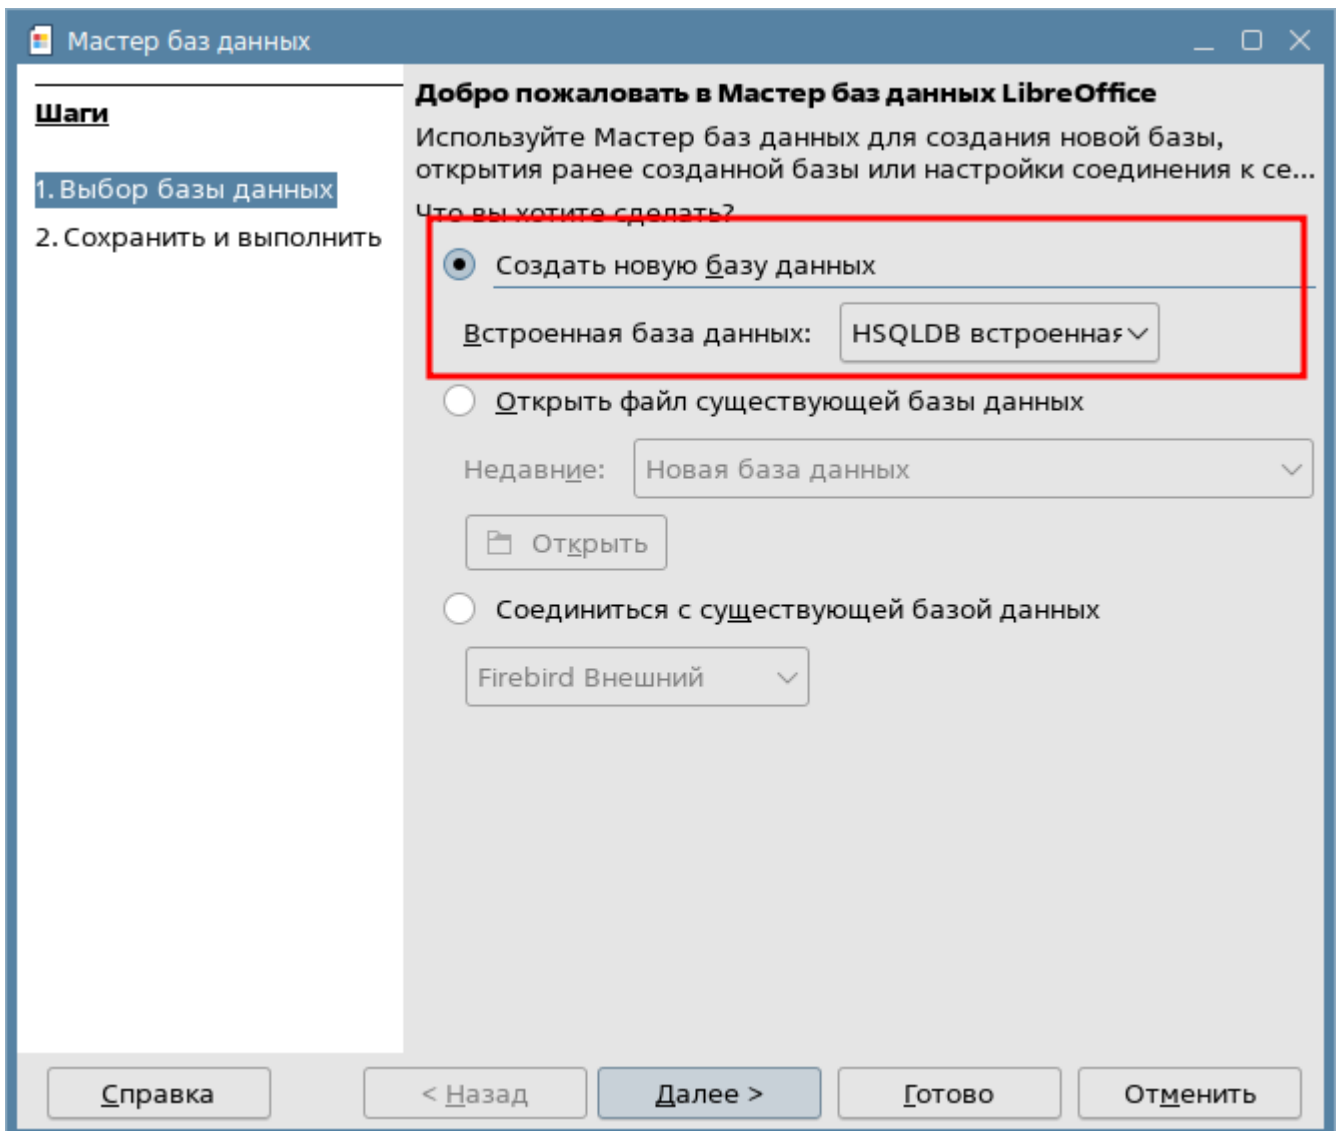 Мастер баз данных
Шаги
1. Выбор базы данных
2. Сохранить и выполнить
Добро пожаловать в Мастер баз данных LibreOffice
Используйте Мастер баз данных для создания новой базы,
открытия ранее созданной базы или настройки соединения к се...
Что вы хотите сделать?
Создать новую базу данных
Встроенная база данных: HSQLDB встроенная
Открыть файл существующей базы данных
Недавние: Новая база данных
Открыть
Соединиться с существующей базой данных
Firebird Внешний
Справка < Назад Далее > Готово Отменить